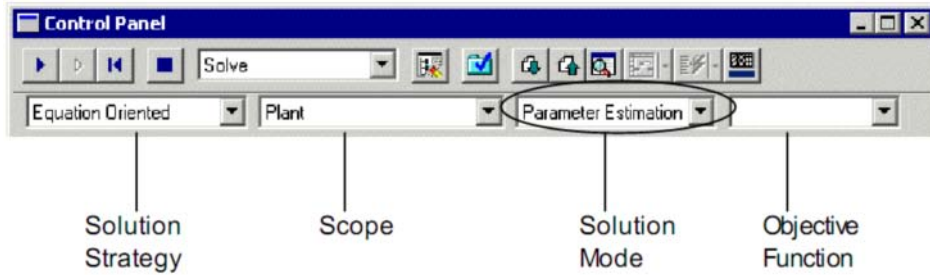 Control Panel
Solve
Equation Oriented Plant Parameter Estimation
Solution Strategy
Scope
Solution Mode
Objective Function